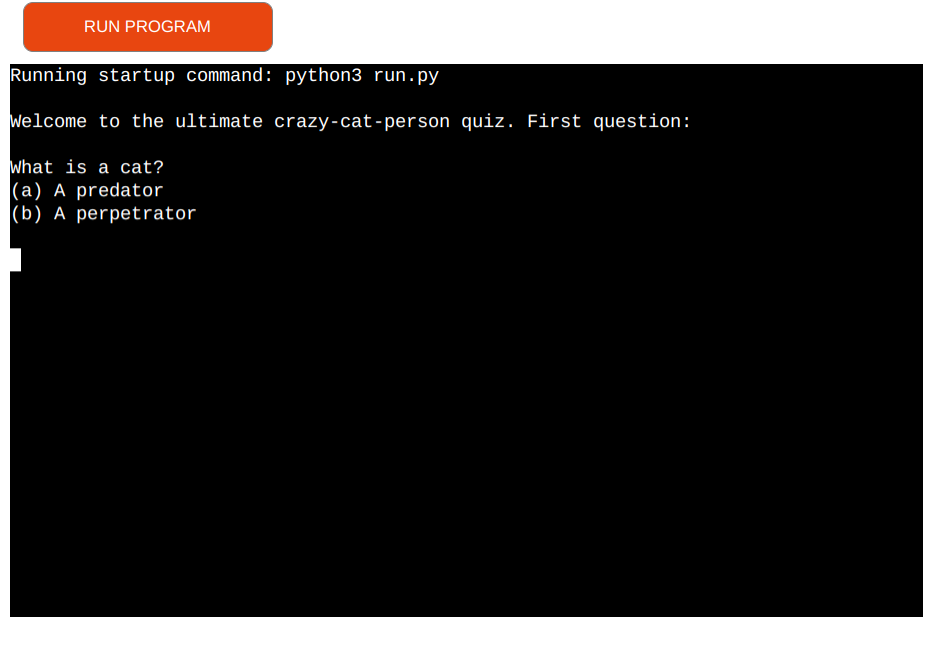 RUN PROGRAM
Running startup command: python3 run.py
Welcome to the ultimate crazy-cat-person quiz. First question:
What is a cat?
(a) A predator
(b) A perpetrator